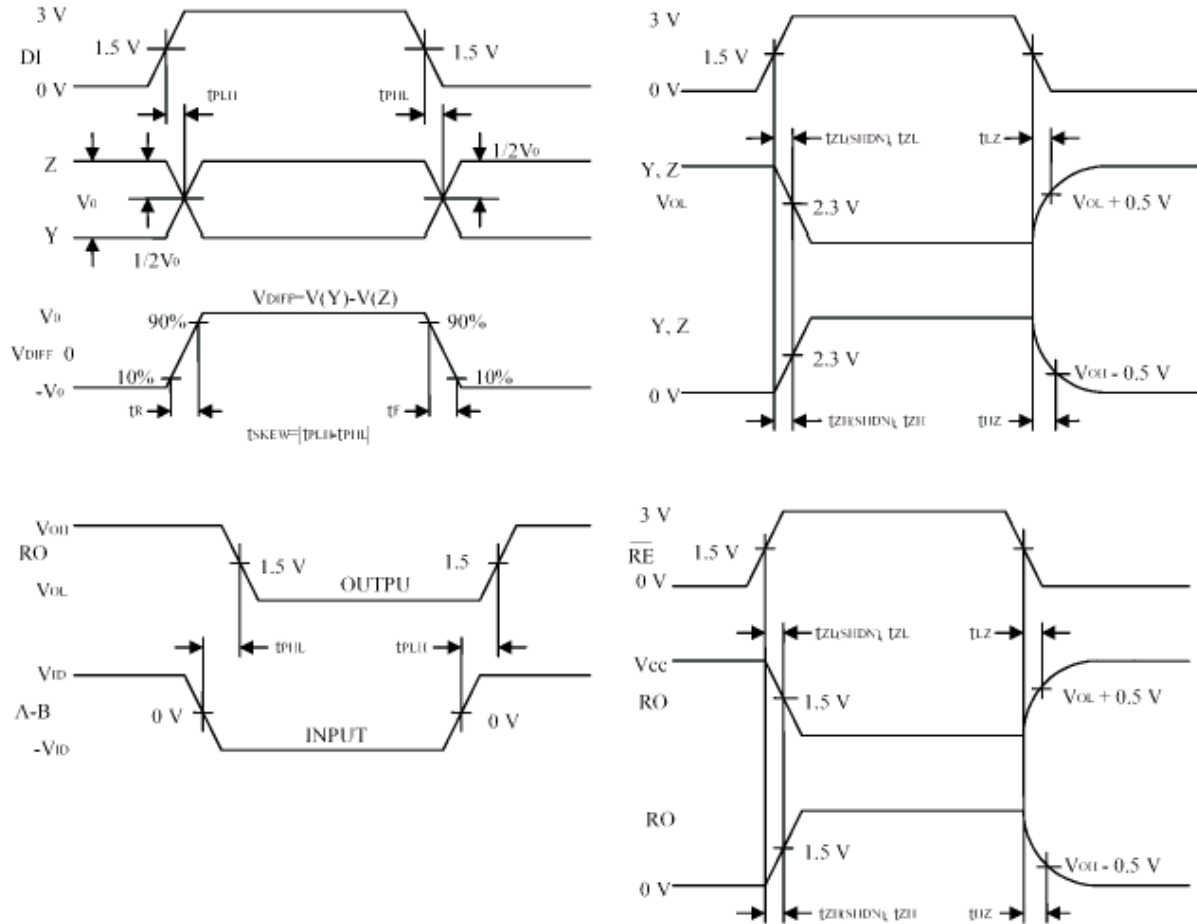 3 V
DI
1.5 V
1.5 V
0 V
tPLH
tPHL
Z
1/2V0
V0
Y
1/2V0
VDIFF=V(Y)-V(Z)
V0
90%
90%
VDIFF 0
10%
10%
-V0
tR
tF
tSKEW=|tPLH-tPHL|
3 V
1.5 V
0 V
tZL(SHDN), tZL
tLZ
Y, Z
VOL
2.3 V
VOL + 0.5 V
Y, Z
2.3 V
VOH - 0.5 V
0 V
tZH(SHDN), tZH
tHZ
VOH
RO
1.5 V
1.5
VOL
OUTPU
tPHL
tPLH
VID
A-B
0 V
0 V
INPUT
-VID
3 V
RE
1.5 V
0 V
tZL(SHDN), tZL
tLZ
Vcc
RO
1.5 V
VOL + 0.5 V
RO
1.5 V
VOH - 0.5 V
0 V
tZH(SHDN), tZH
tHZ